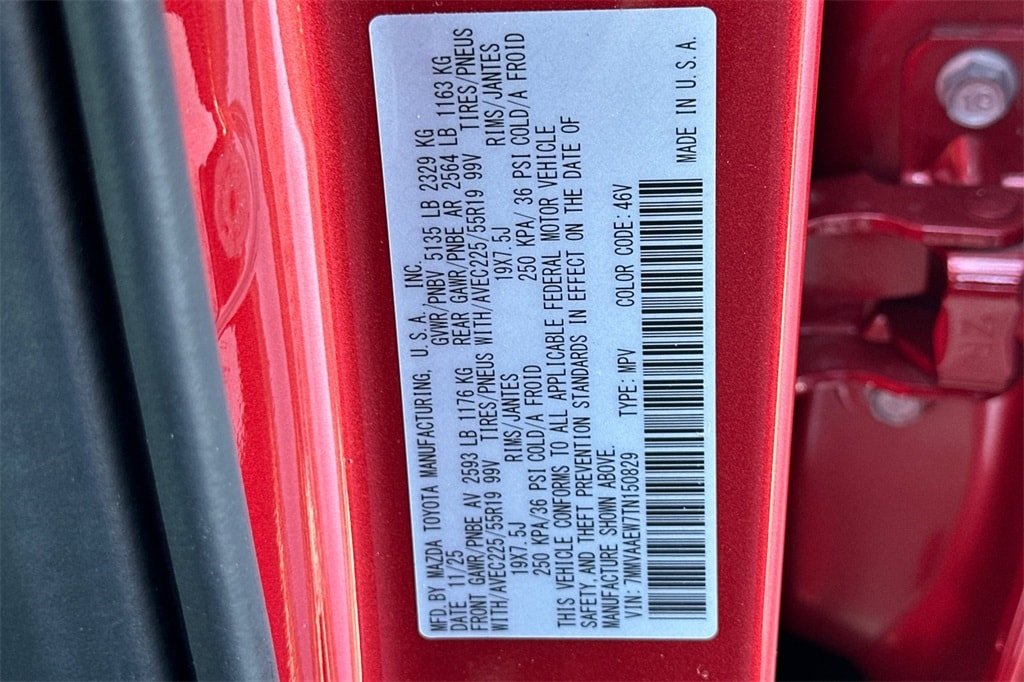 MFD. BY MAZDA TOYOTA MANUFACTURING, U.S.A., INC.
DATE 11/25 GVWR/PNBV 5135 LB 2329 KG
FRONT GAWR/PNBE AV 2593 LB 1176 KG REAR GAWR/PNBE AR 2564 LB 1163 KG
WITH/AVEC225/55R19 99V TIRES/PNEUS WITH/AVEC225/55R19 99V TIRES/PNEUS
19X7.5J RIMS/JANTES 19X7.5J RIMS/JANTES
250 KPA/36 PSI COLD/A FROID 250 KPA/ 36 PSI COLD/A FROID
THIS VEHICLE CONFORMS TO ALL APPLICABLE FEDERAL MOTOR VEHICLE
SAFETY, AND THEFT PREVENTION STANDARDS IN EFFECT ON THE DATE OF
MANUFACTURE SHOWN ABOVE.
VIN: 7MMVAAEW7TN150829 TYPE: MPV COLOR CODE: 46V
MADE IN U.S.A.
10